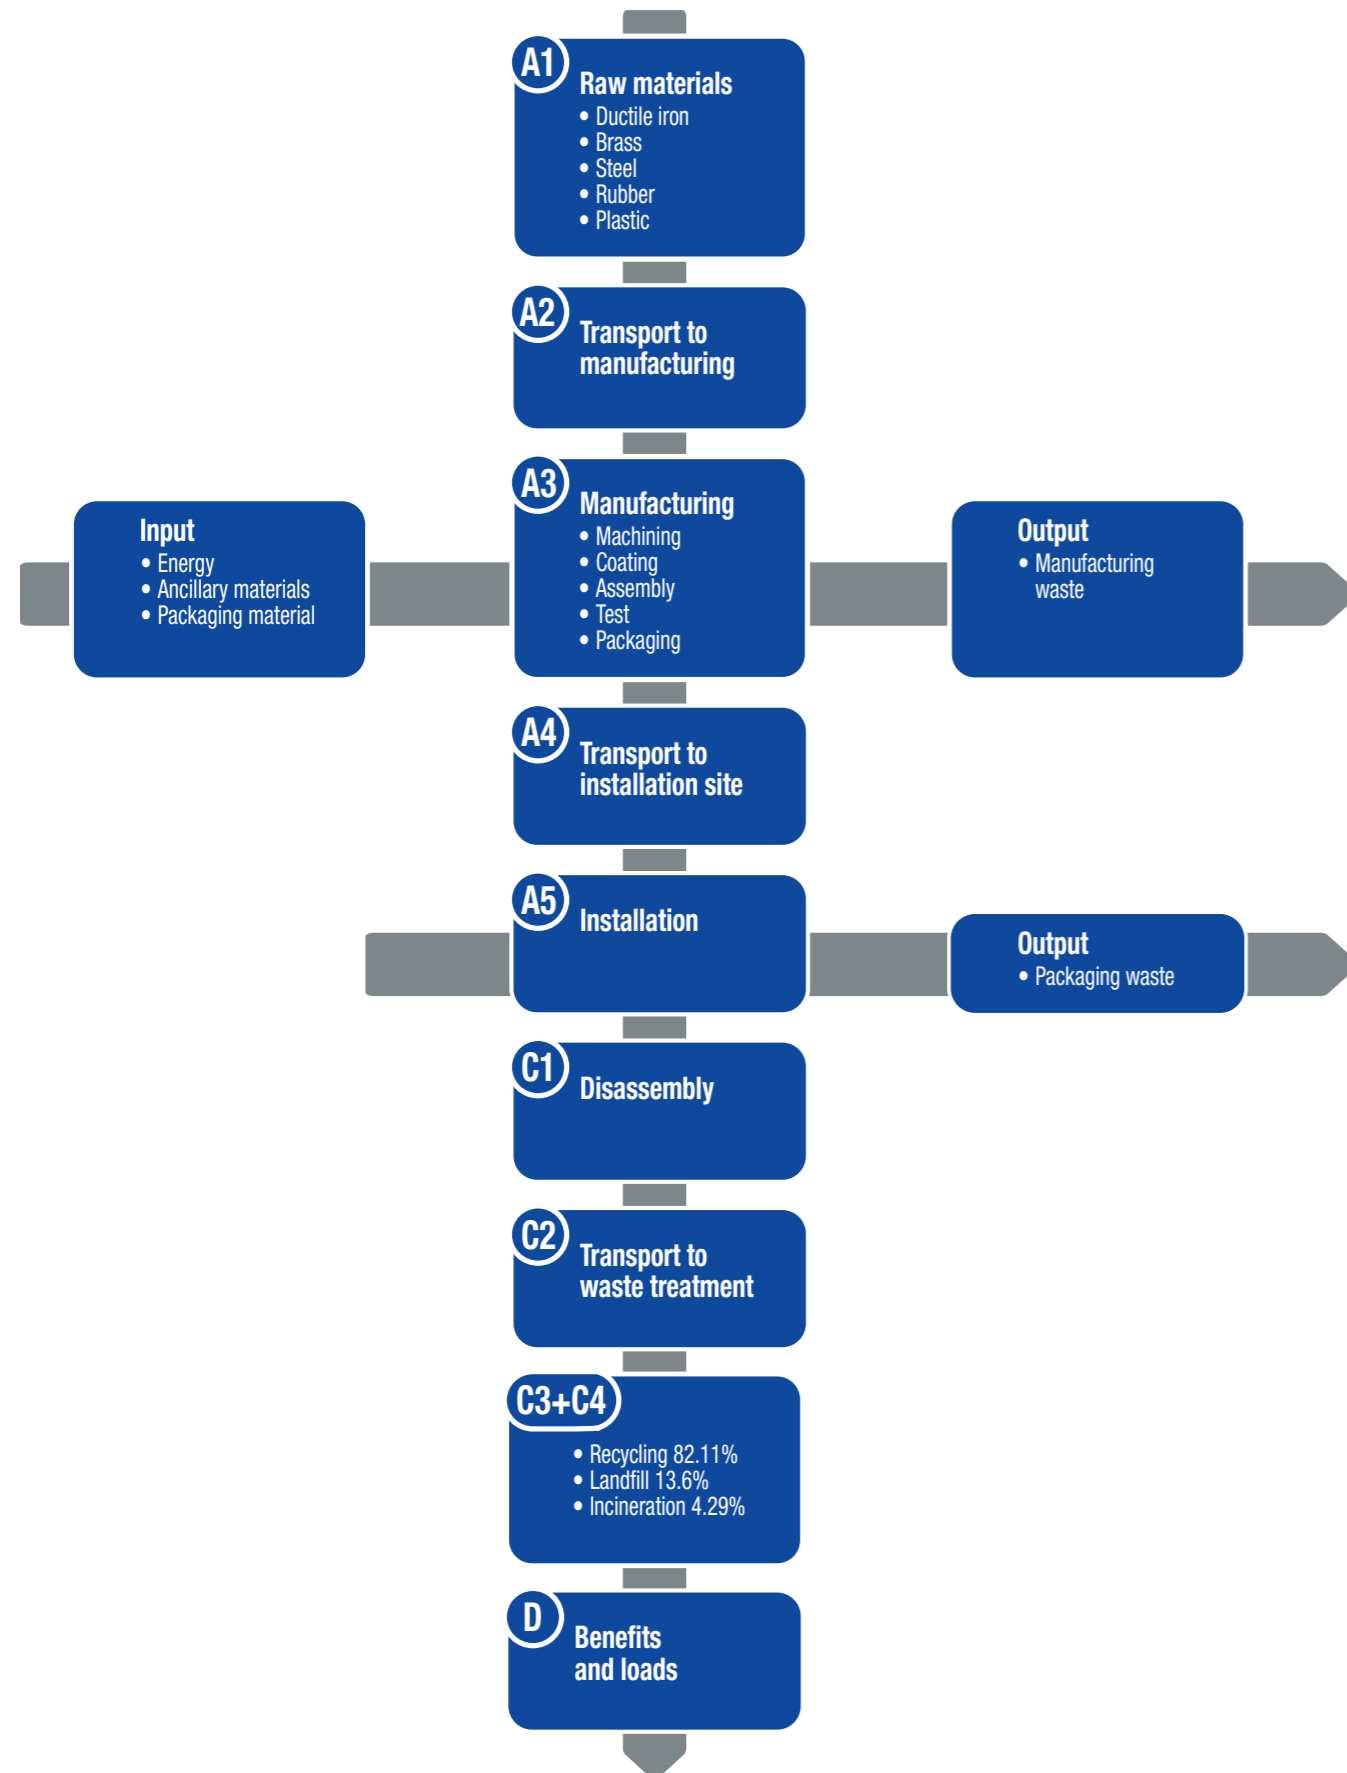 A1
Raw materials
• Ductile iron
• Brass
• Steel
• Rubber
• Plastic
A2
Transport to
manufacturing
Input
• Energy
• Ancillary materials
• Packaging material
A3
Manufacturing
• Machining
• Coating
• Assembly
• Test
• Packaging
Output
• Manufacturing
waste
A4
Transport to
installation site
A5
Installation
Output
• Packaging waste
C1
Disassembly
C2
Transport to
waste treatment
C3+C4
• Recycling 82.11%
• Landfill 13.6%
• Incineration 4.29%
D
Benefits
and loads